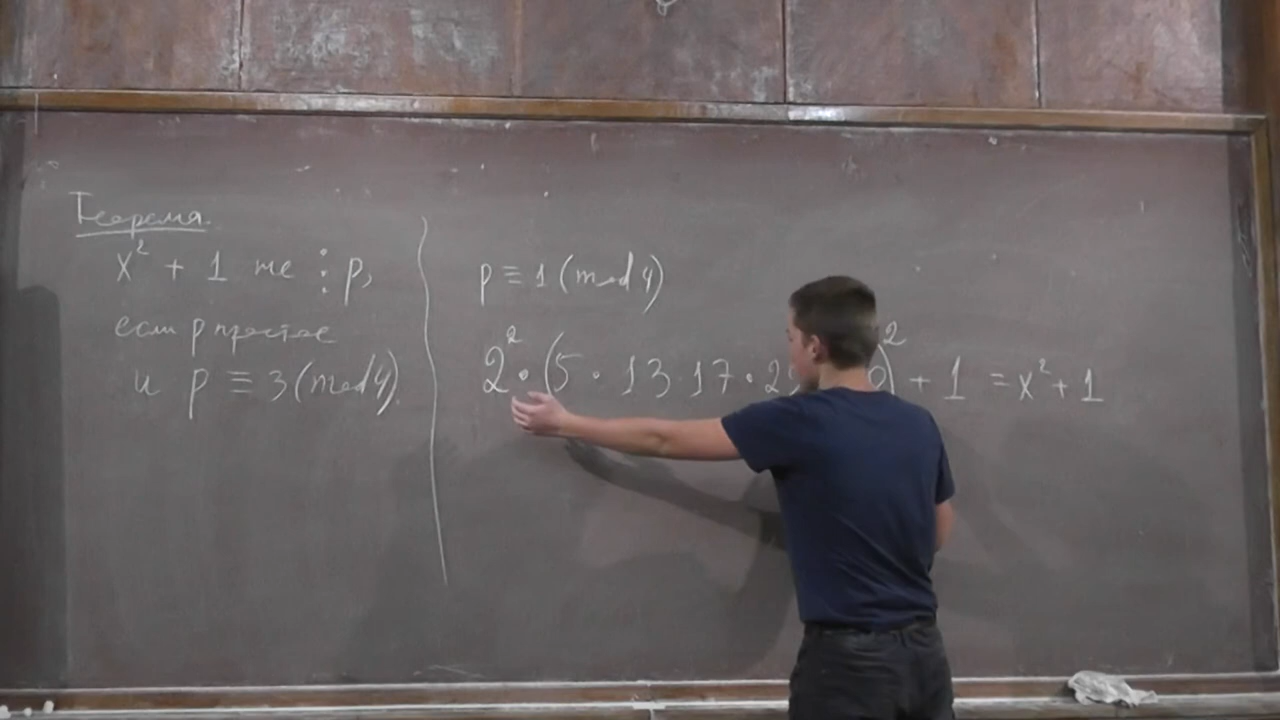 Теорема.
x² + 1 не ⋮ p,
если p простое
и p ≡ 3 (mod 4).
p ≡ 1 (mod 4)
2² · (5 · 13 · 17 · 2 )² + 1 = x² + 1